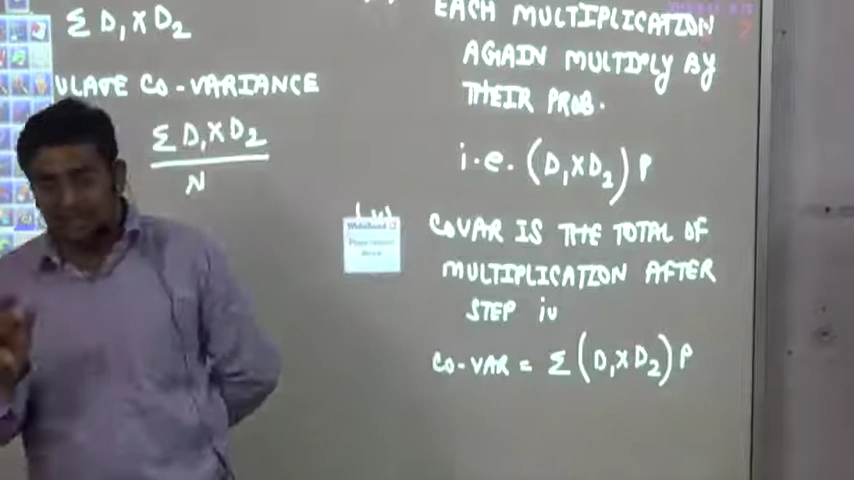 Σ D₁ X D₂
ULATE CO-VARIANCE
Σ D₁ X D₂
N
EACH MULTIPLICATION
AGAIN MULTIPLY BY
THEIR PROB.
i.e. (D₁ X D₂) P
COVAR IS THE TOTAL OF
MULTIPLICATION AFTER
STEP iv
CO-VAR = Σ (D₁ X D₂) P